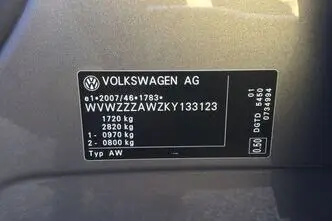 VOLKSWAGEN AG
e1*2007/46*1783*
WVWZZZAWZKY133123
1720 kg
2820 kg
1- 0970 kg
2- 0800 kg
Typ AW
0.50 DGTD 5450 01
0734994